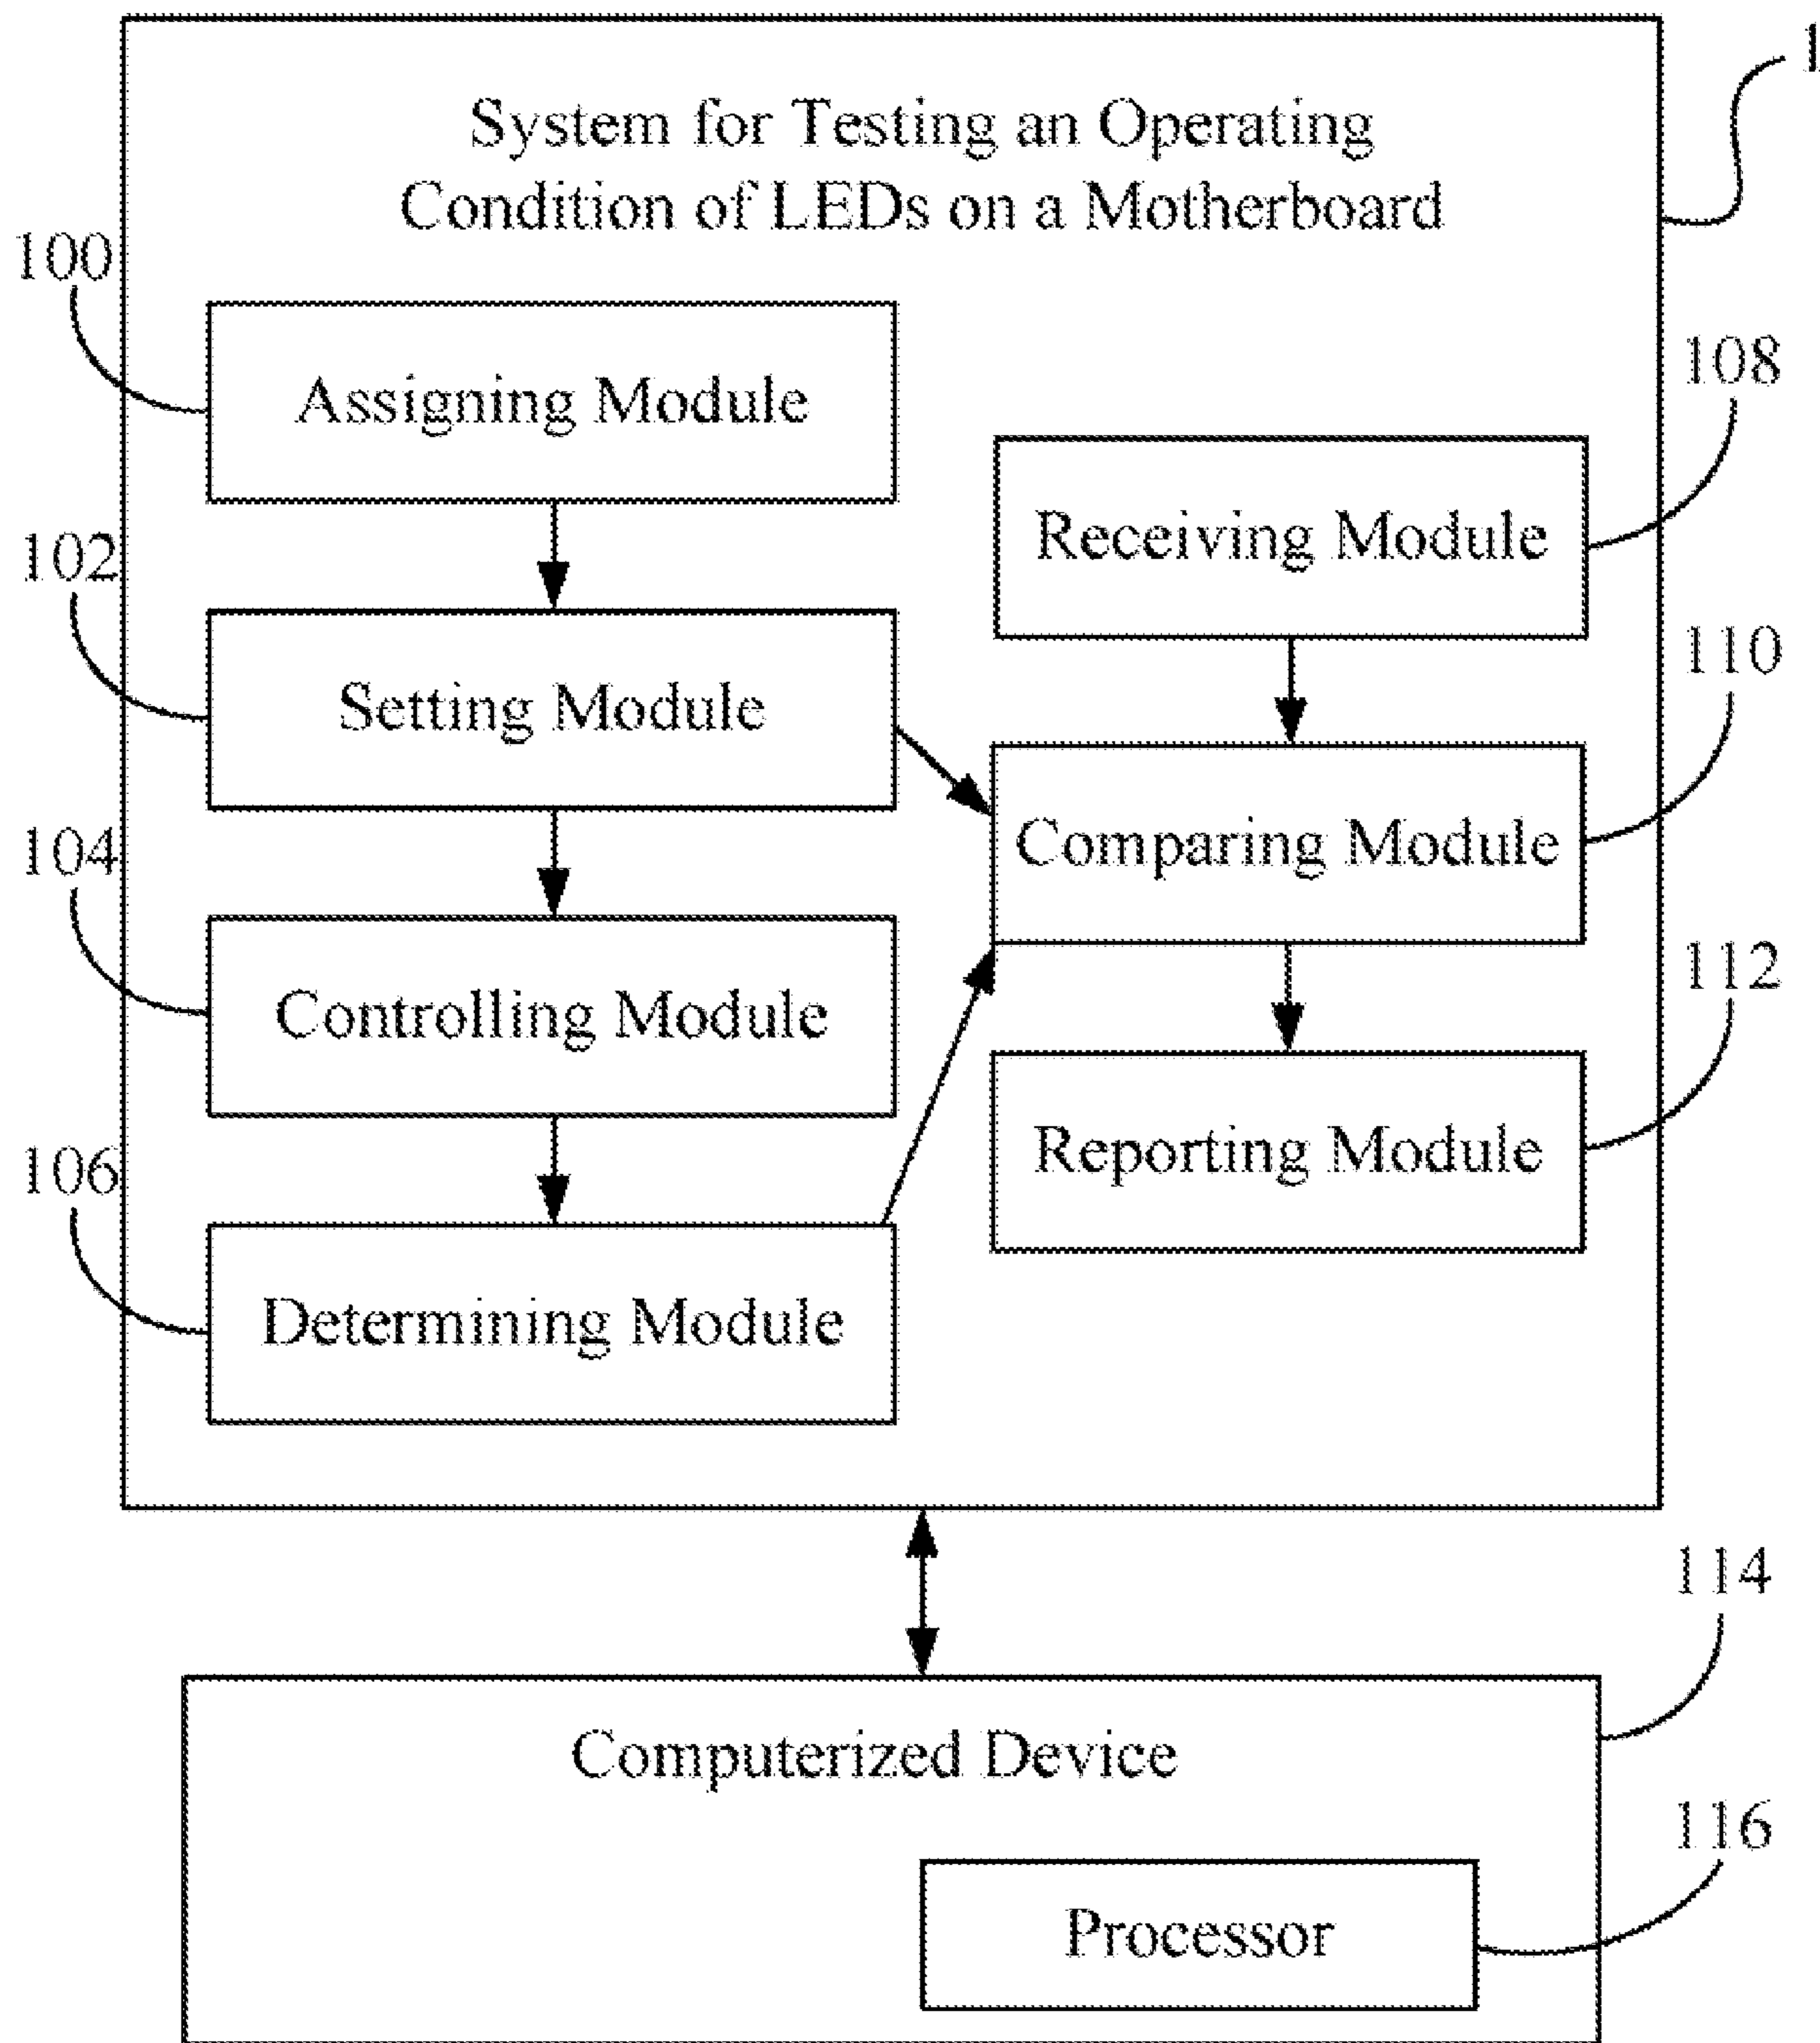 1
System for Testing an Operating
Condition of LEDs on a Motherboard
100
Assigning Module
108
Receiving Module
102
Setting Module
110
Comparing Module
104
Controlling Module
112
Reporting Module
106
Determining Module
114
Computerized Device
116
Processor